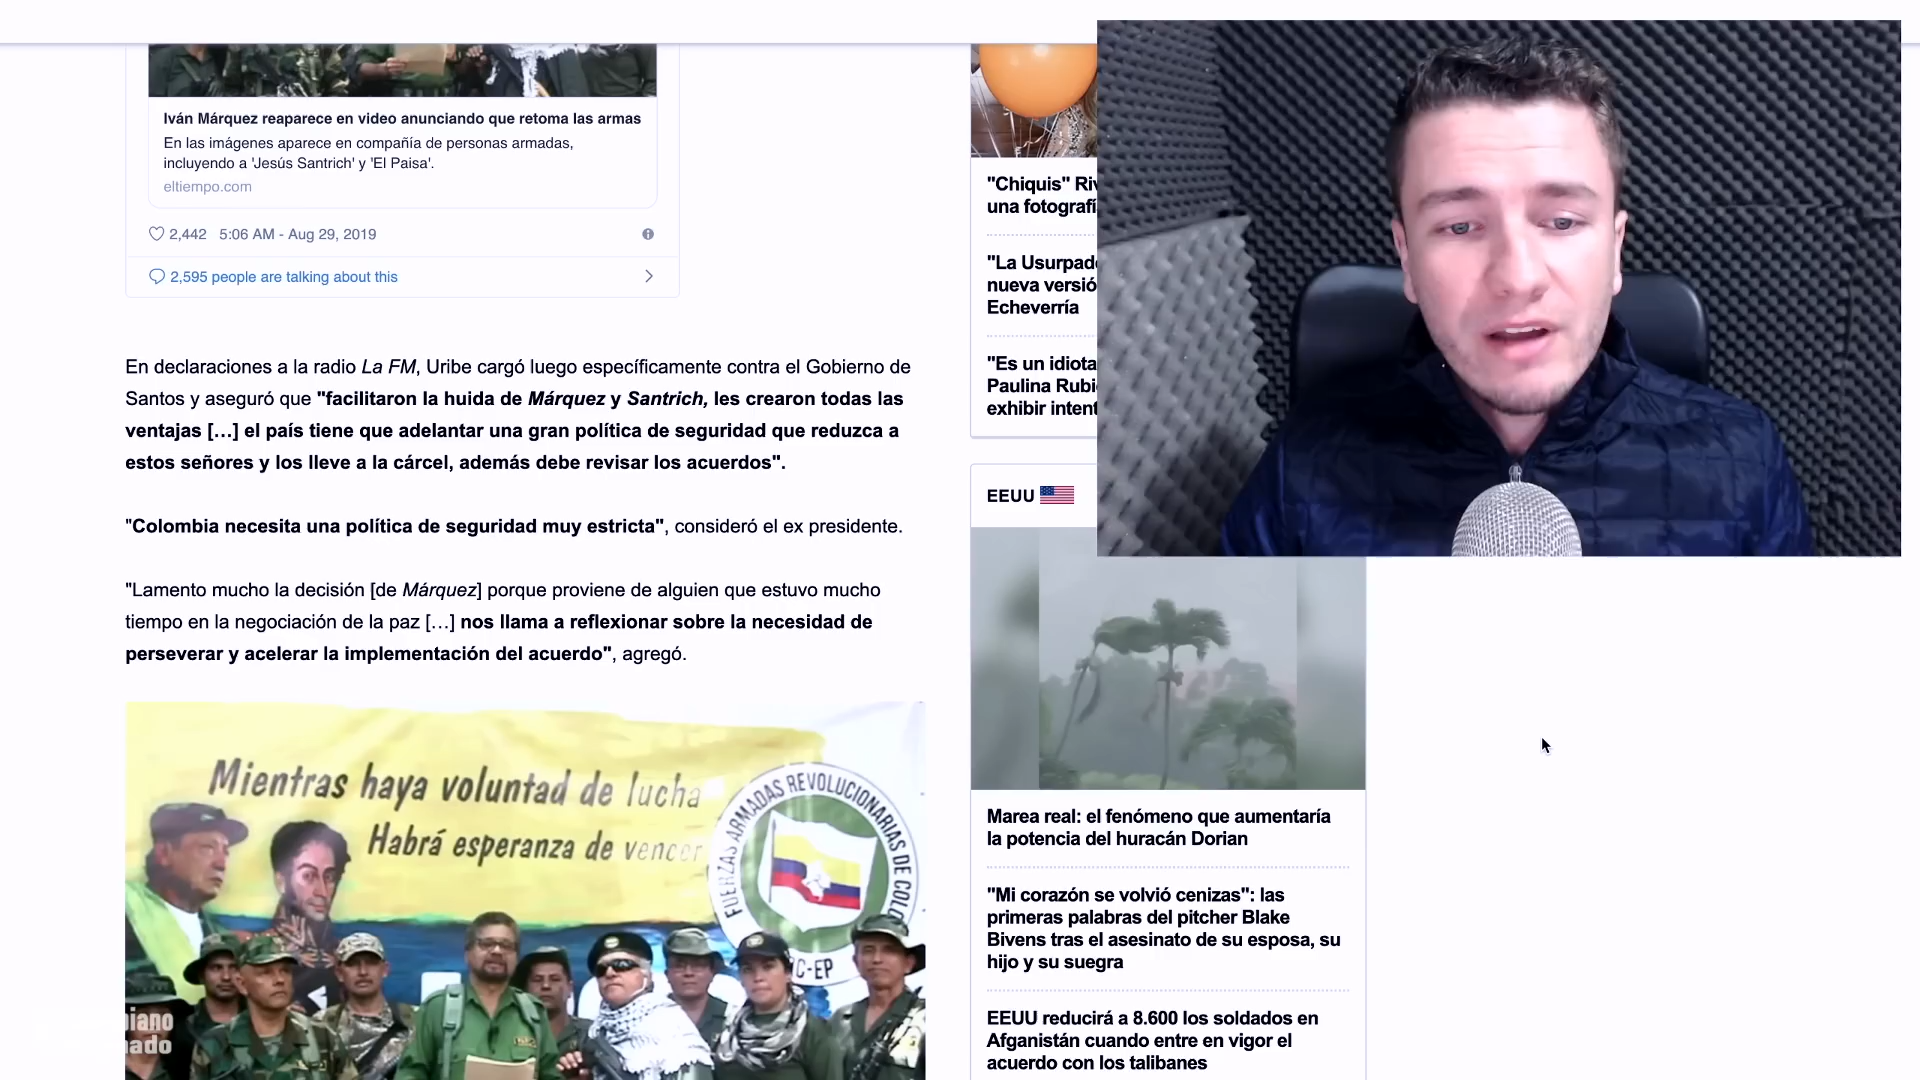 Iván Márquez reaparece en video anunciando que retoma las armas
En las imágenes aparece en compañía de personas armadas,
incluyendo a 'Jesús Santrich' y 'El Paisa'.
eltiempo.com
2,442 5:06 AM - Aug 29, 2019
2,595 people are talking about this
En declaraciones a la radio La FM, Uribe cargó luego específicamente contra el Gobierno de
Santos y aseguró que "facilitaron la huida de Márquez y Santrich, les crearon todas las
ventajas [...] el país tiene que adelantar una gran política de seguridad que reduzca a
estos señores y los lleve a la cárcel, además debe revisar los acuerdos".
"Colombia necesita una política de seguridad muy estricta", consideró el ex presidente.
"Lamento mucho la decisión [de Márquez] porque proviene de alguien que estuvo mucho
tiempo en la negociación de la paz [...] nos llama a reflexionar sobre la necesidad de
perseverar y acelerar la implementación del acuerdo", agregó.
Mientras haya voluntad de lucha
Habrá esperanza de vencer
FUERZAS ARMADAS REVOLUCIONARIAS DE COLO
C-EP
biano
nado
"Chiquis" Riv
una fotografí
"La Usurpad
nueva versió
Echeverría
"Es un idiota
Paulina Rubi
exhibir intent
EEUU
Marea real: el fenómeno que aumentaría
la potencia del huracán Dorian
"Mi corazón se volvió cenizas": las
primeras palabras del pitcher Blake
Bivens tras el asesinato de su esposa, su
hijo y su suegra
EEUU reducirá a 8.600 los soldados en
Afganistán cuando entre en vigor el
acuerdo con los talibanes